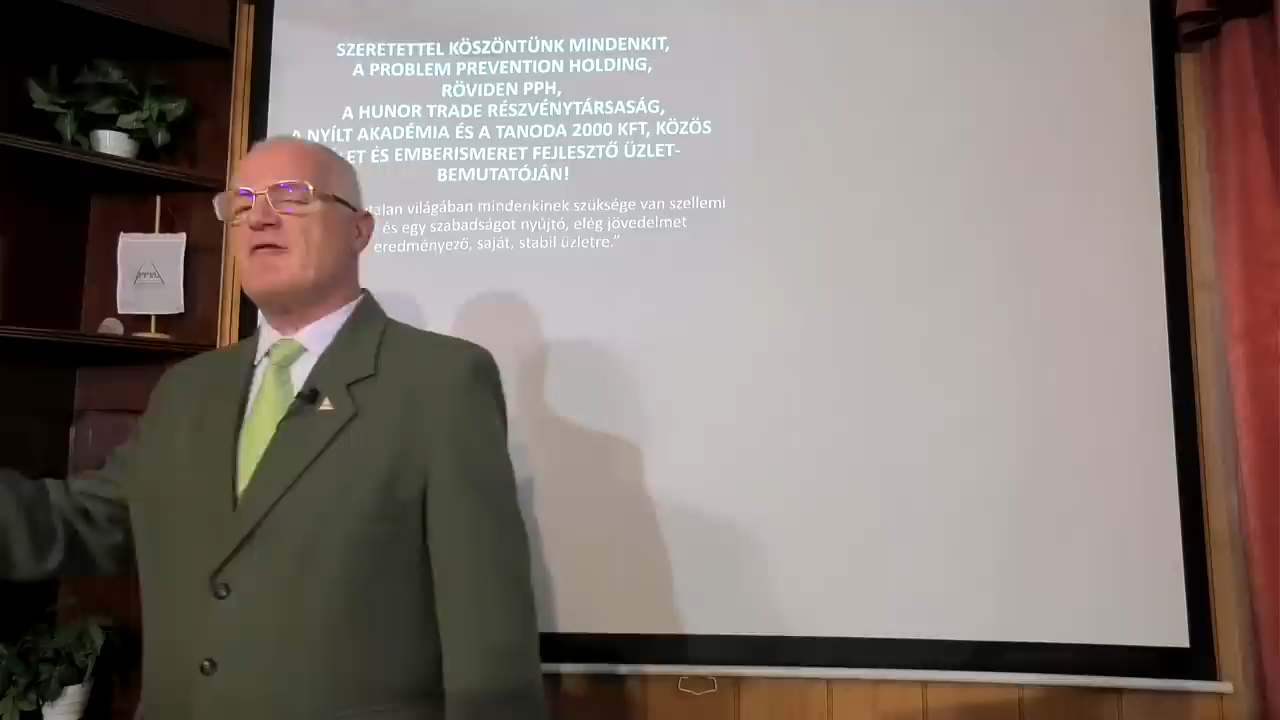 SZERETETTEL KÖSZÖNTÜNK MINDENKIT,
A PROBLEM PREVENTION HOLDING,
RÖVIDEN PPH,
A HUNOR TRADE RÉSZVÉNYTÁRSASÁG,
A NYÍLT AKADÉMIA ÉS A TANODA 2000 KFT, KÖZÖS
ÉS EMBERISMERET FEJLESZTŐ ÜZLET-
BEMUTATÓJÁN!
világában mindenkinek szüksége van szellemi
és egy szabadságot nyújtó, elég jövedelmet
eredményező, saját, stabil üzletre.”